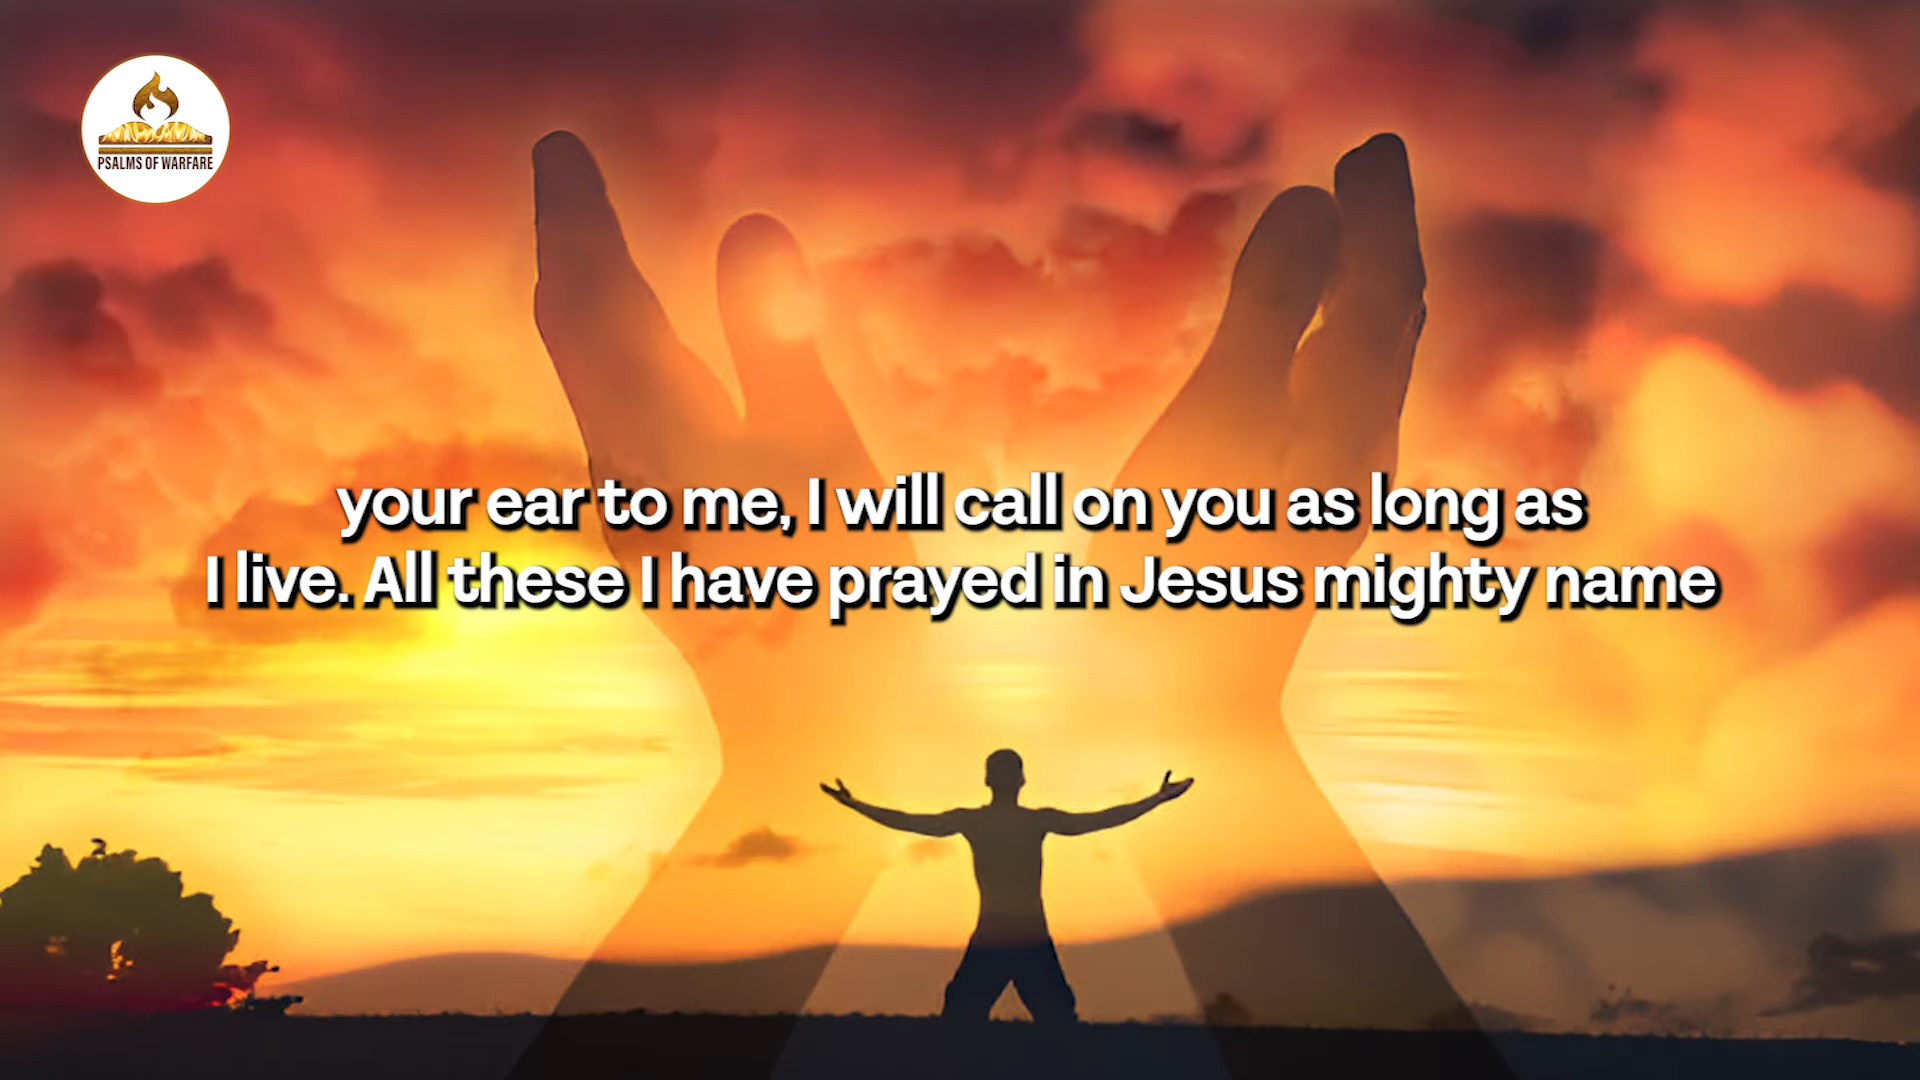 PSALMS OF WARFARE
your ear to me, I will call on you as long as
I live. All these I have prayed in Jesus mighty name